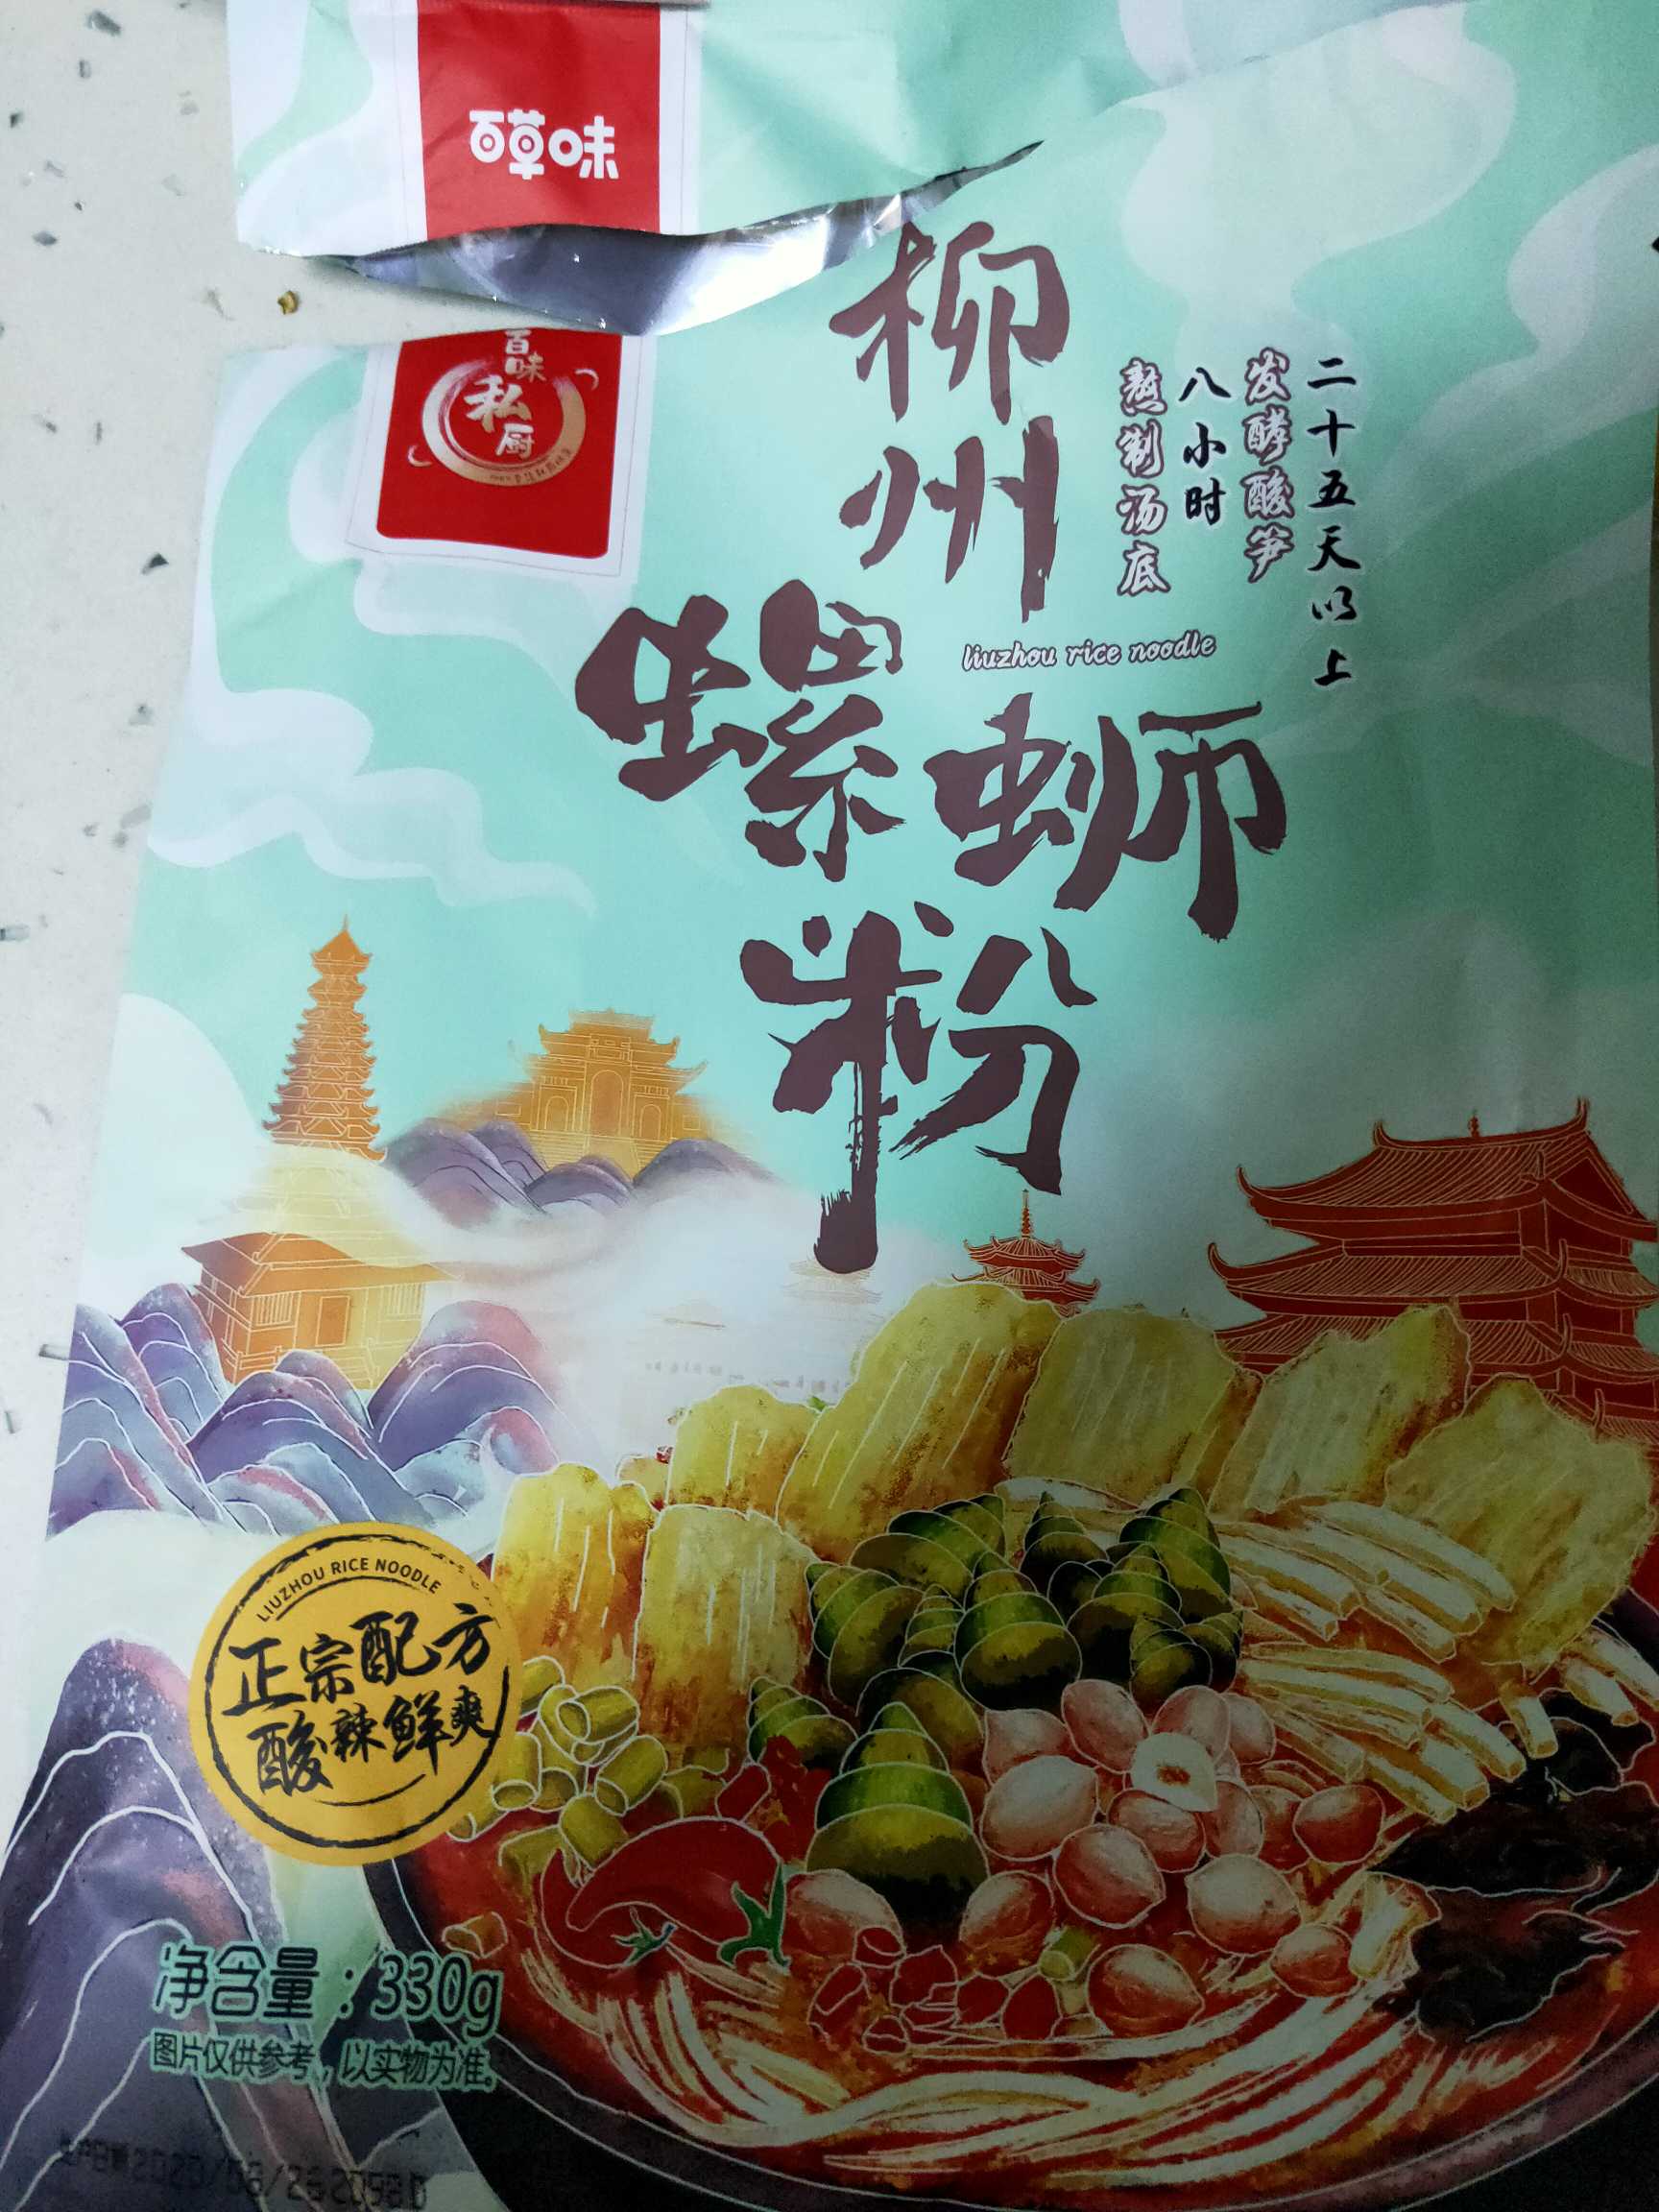 百草味
百味
私
厨
柳州
螺蛳
粉
liuzhou rice noodle
二十五天以上
发酵酸笋
八小时
熬制汤底
LIUZHOU RICE NOODLE
正宗配方
酸辣鲜爽
净含量：330g
图片仅供参考，以实物为准。